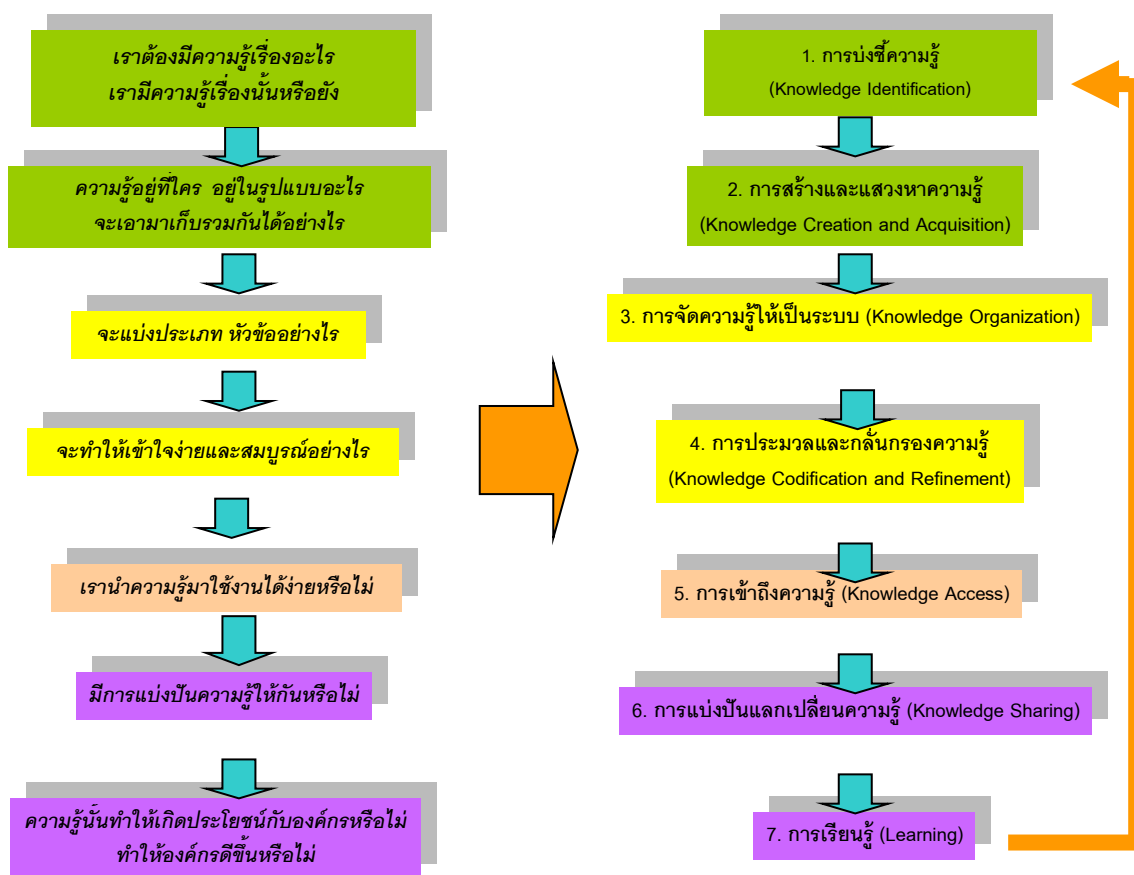 เราต้องมีความรู้เรื่องอะไร
เรามีความรู้เรื่องนั้นหรือยัง
ความรู้อยู่ที่ใคร อยู่ในรูปแบบอะไร
จะเอามาเก็บรวมกันได้อย่างไร
จะแบ่งประเภท หัวข้ออย่างไร
จะทำให้เข้าใจง่ายและสมบูรณ์อย่างไร
เรานำความรู้มาใช้งานได้ง่ายหรือไม่
มีการแบ่งปันความรู้ให้กันหรือไม่
ความรู้นั้นทำให้เกิดประโยชน์กับองค์กรหรือไม่
ทำให้องค์กรดีขึ้นหรือไม่
1. การบ่งชี้ความรู้
(Knowledge Identification)
2. การสร้างและแสวงหาความรู้
(Knowledge Creation and Acquisition)
3. การจัดความรู้ให้เป็นระบบ (Knowledge Organization)
4. การประมวลและกลั่นกรองความรู้
(Knowledge Codification and Refinement)
5. การเข้าถึงความรู้ (Knowledge Access)
6. การแบ่งปันแลกเปลี่ยนความรู้ (Knowledge Sharing)
7. การเรียนรู้ (Learning)